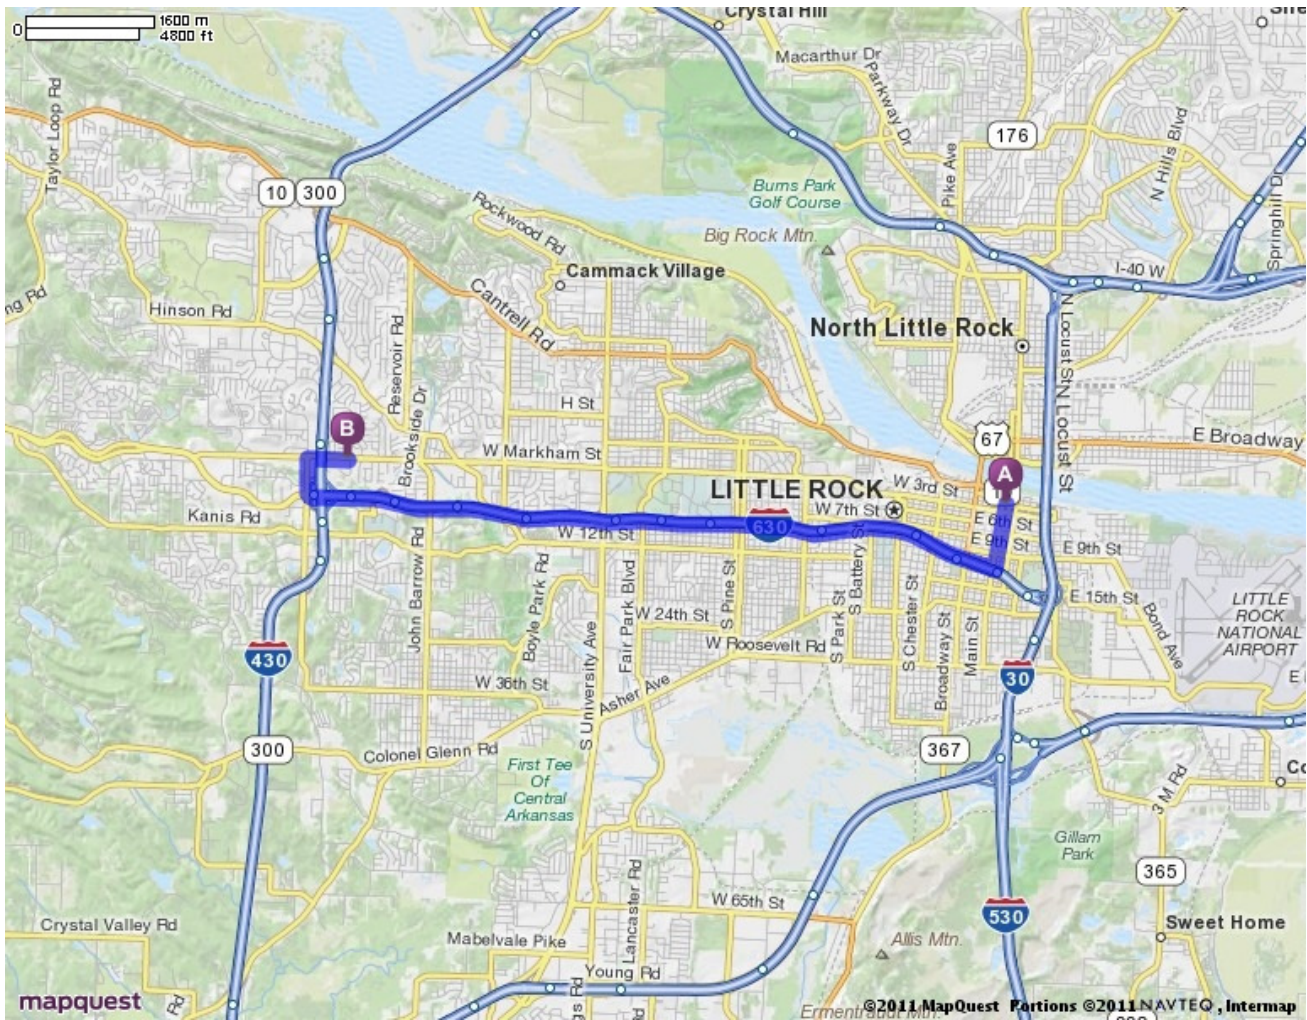 1600 m
0
4800 ft
Crystal Hill
Macarthur Dr
Parkway Dr
Taylor Loop Rd
176
Pike Ave
N Hills Blvd
10
300
Burns Park
Golf Course
Springhill Dr
Rockwood Rd
Big Rock Mtn.
Cammack Village
I-40 W
Hinson Rd
Cantrell Rd
North Little Rock
N Locust St
N Locust St
Reservoir Rd
Brookside Dr
H St
B
67
E Broadway
W Markham St
A
W 3rd St
LITTLE ROCK
W 7th St
Kanis Rd
630
E 6th St
W 12th St
E 9th St
E 9th St
John Barrow Rd
Boyle Park Rd
Fair Park Blvd
S Pine St
S Battery St
S Park St
S Chester St
Broadway St
Main St
E 15th St
Bond Ave
LITTLE
ROCK
NATIONAL
AIRPORT
W 24th St
W Roosevelt Rd
430
30
W 36th St
Asher Ave
S University Ave
300
Colonel Glenn Rd
367
First Tee
Of
Central
Arkansas
3 M Rd
Gillam
Park
365
Lancaster Rd
W 65th St
530
Crystal Valley Rd
Sweet Home
Mabelvale Pike
Allis Mtn.
Young Rd
Rd
mapquest
Ermentraudt Mtn.
©2011 MapQuest Portions ©2011 NAVTEQ, Intermap